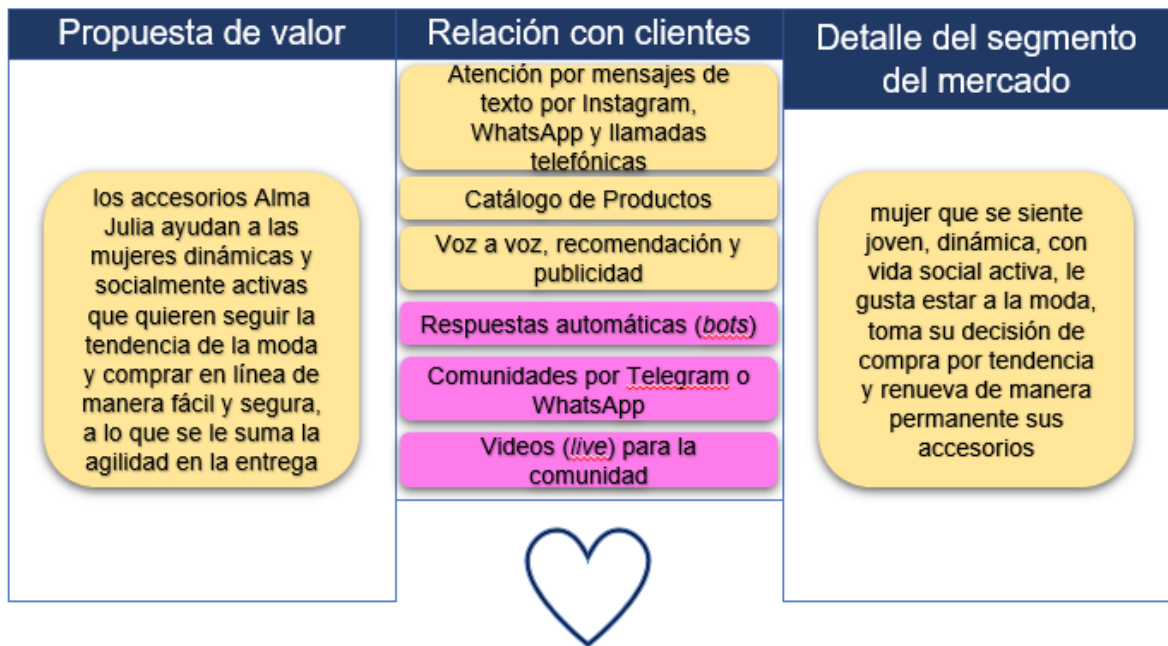 Propuesta de valor
los accesorios Alma
Julia ayudan a las
mujeres dinámicas y
socialmente activas
que quieren seguir la
tendencia de la moda
y comprar en línea de
manera fácil y segura,
a lo que se le suma la
agilidad en la entrega
Relación con clientes
Atención por mensajes de
texto por Instagram,
WhatsApp y llamadas
telefónicas
Catálogo de Productos
Voz a voz, recomendación y
publicidad
Respuestas automáticas (bots)
Comunidades por Telegram o
WhatsApp
Videos (live) para la
comunidad
Detalle del segmento
del mercado
mujer que se siente
joven, dinámica, con
vida social activa, le
gusta estar a la moda,
toma su decisión de
compra por tendencia
y renueva de manera
permanente sus
accesorios